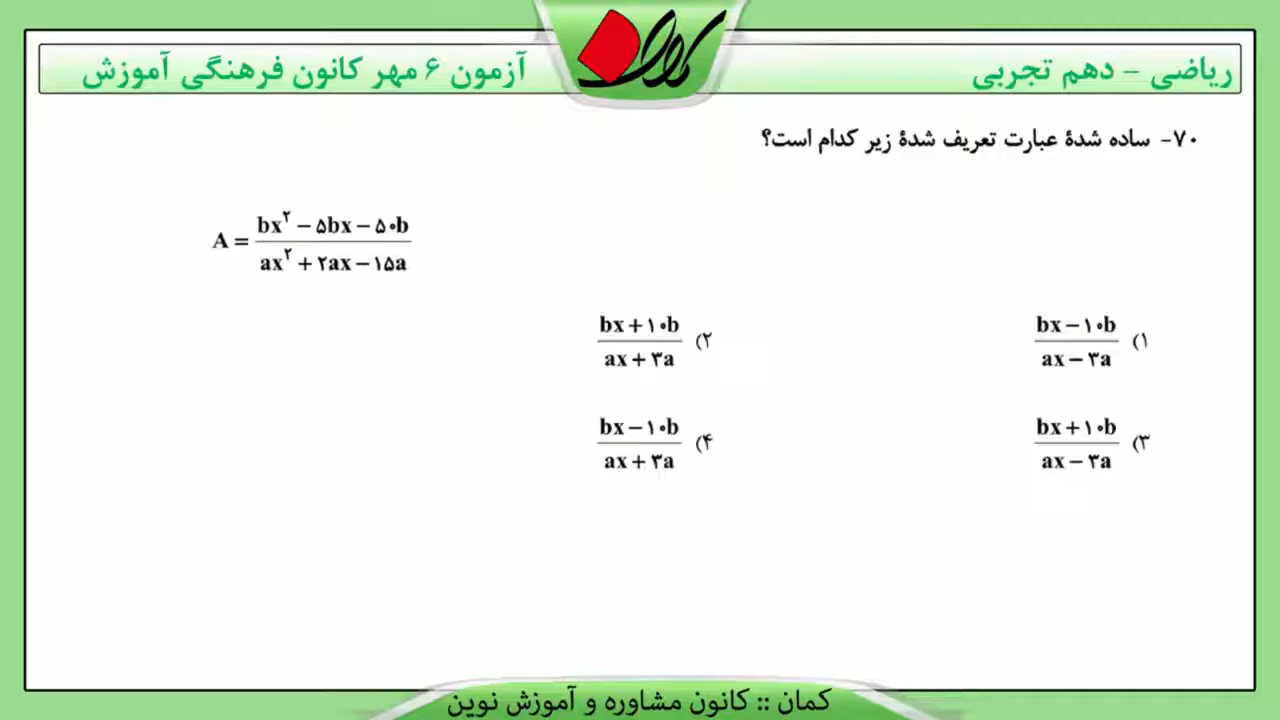 ریاضی - دهم تجربی
آزمون ۶ مهر کانون فرهنگی آموزش
۷۰- ساده شدهٔ عبارت تعریف شدهٔ زیر کدام است؟
A = (bx² − ۵bx − ۵۰b) / (ax² + ۲ax − ۱۵a)
۱) (bx − ۱۰b) / (ax − ۳a)
۲) (bx + ۱۰b) / (ax + ۳a)
۳) (bx + ۱۰b) / (ax − ۳a)
۴) (bx − ۱۰b) / (ax + ۳a)
کمان :: کانون مشاوره و آموزش نوین